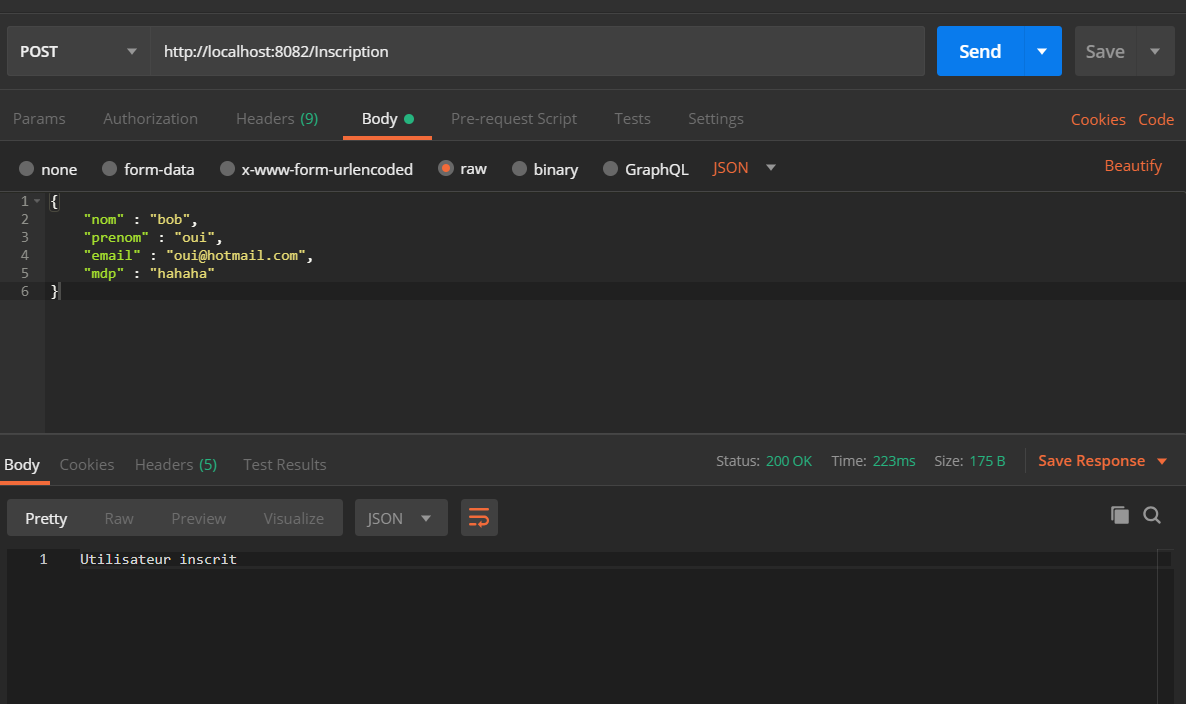 POST http://localhost:8082/Inscription Send Save
Params Authorization Headers (9) Body Pre-request Script Tests Settings Cookies Code
none form-data x-www-form-urlencoded raw binary GraphQL JSON Beautify
1 {
2 "nom" : "bob",
3 "prenom" : "oui",
4 "email" : "oui@hotmail.com",
5 "mdp" : "hahaha"
6 }
Body Cookies Headers (5) Test Results Status: 200 OK Time: 223ms Size: 175 B Save Response
Pretty Raw Preview Visualize JSON
1 Utilisateur inscrit